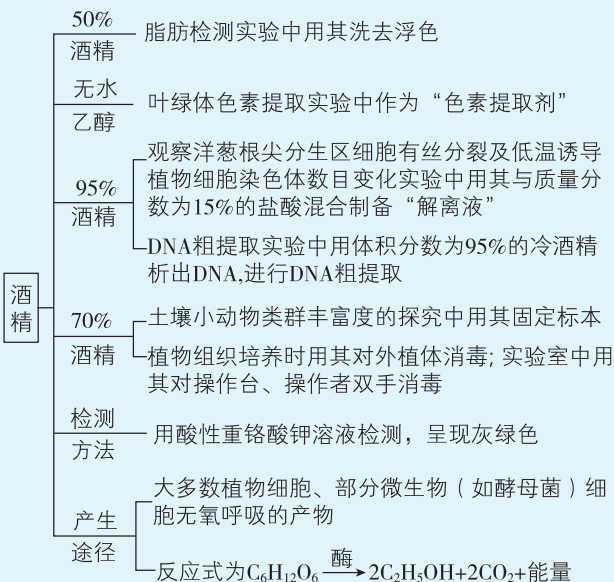 50%
酒精
脂肪检测实验中用其洗去浮色
无水
乙醇
叶绿体色素提取实验中作为“色素提取剂”
95%
酒精
观察洋葱根尖分生区细胞有丝分裂及低温诱导
植物细胞染色体数目变化实验中用其与质量分
数为15%的盐酸混合制备“解离液”
DNA粗提取实验中用体积分数为95%的冷酒精
析出DNA,进行DNA粗提取
酒
精
70%
酒精
土壤小动物类群丰富度的探究中用其固定标本
植物组织培养时用其对外植体消毒;实验室中用
其对操作台、操作者双手消毒
检测
方法
用酸性重铬酸钾溶液检测，呈现灰绿色
产生
途径
大多数植物细胞、部分微生物（如酵母菌）细
胞无氧呼吸的产物
反应式为C₆H₁₂O₆ 酶→ 2C₂H₅OH+2CO₂+能量